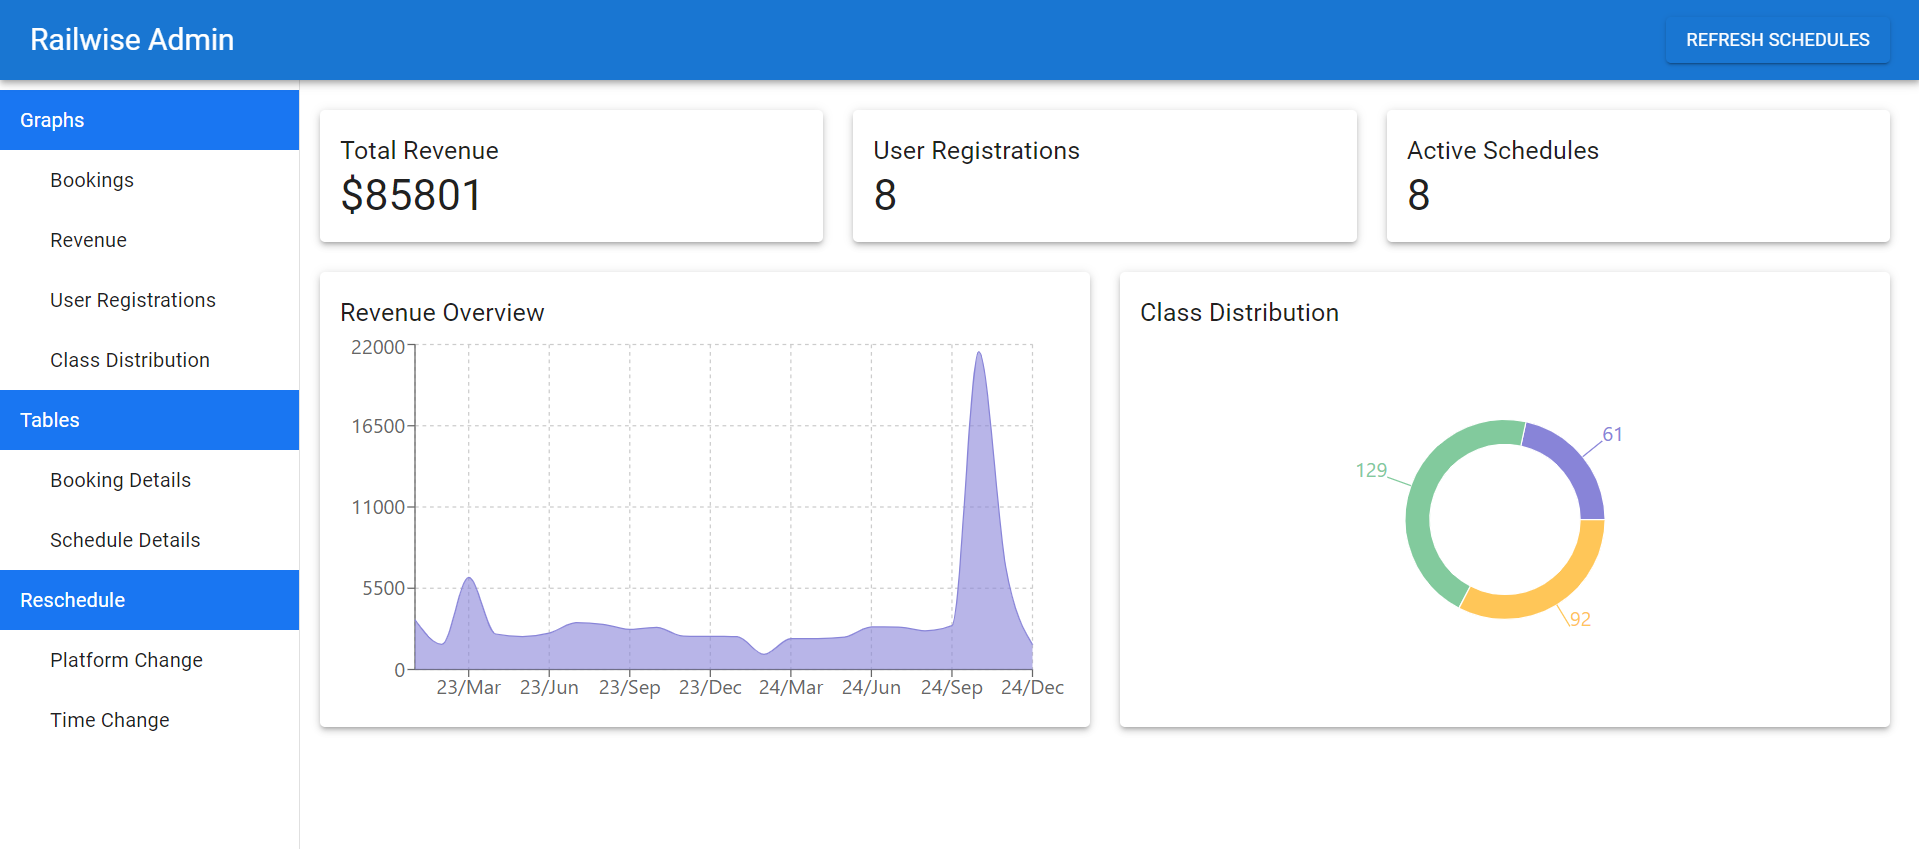 Railwise Admin
REFRESH SCHEDULES
Graphs
Bookings
Revenue
User Registrations
Class Distribution
Tables
Booking Details
Schedule Details
Reschedule
Platform Change
Time Change
Total Revenue
$85801
User Registrations
8
Active Schedules
8
Revenue Overview
22000
16500
11000
5500
0
23/Mar 23/Jun 23/Sep 23/Dec 24/Mar 24/Jun 24/Sep 24/Dec
Class Distribution
61
129
92